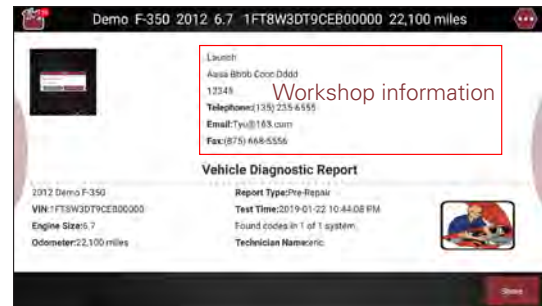 Demo F-350 2012 6.7 1FT8W3DT9CEB00000 22,100 miles
Launch
Aaaa Bbbb Cccc Dddd
12345
Workshop information
Telephone:(135) 235-6555
Email:Tyu@163.com
Fax:(875) 668-5556
Vehicle Diagnostic Report
2012 Demo F-350
Report Type:Pre-Repair
VIN:1FT8W3DT9CEB00000
Test Time:2019-01-22 10:44:08 PM
Engine Size:6.7
Found codes in 1 of 1 system.
Odometer:22,100 miles
Technician Name:eric
Share